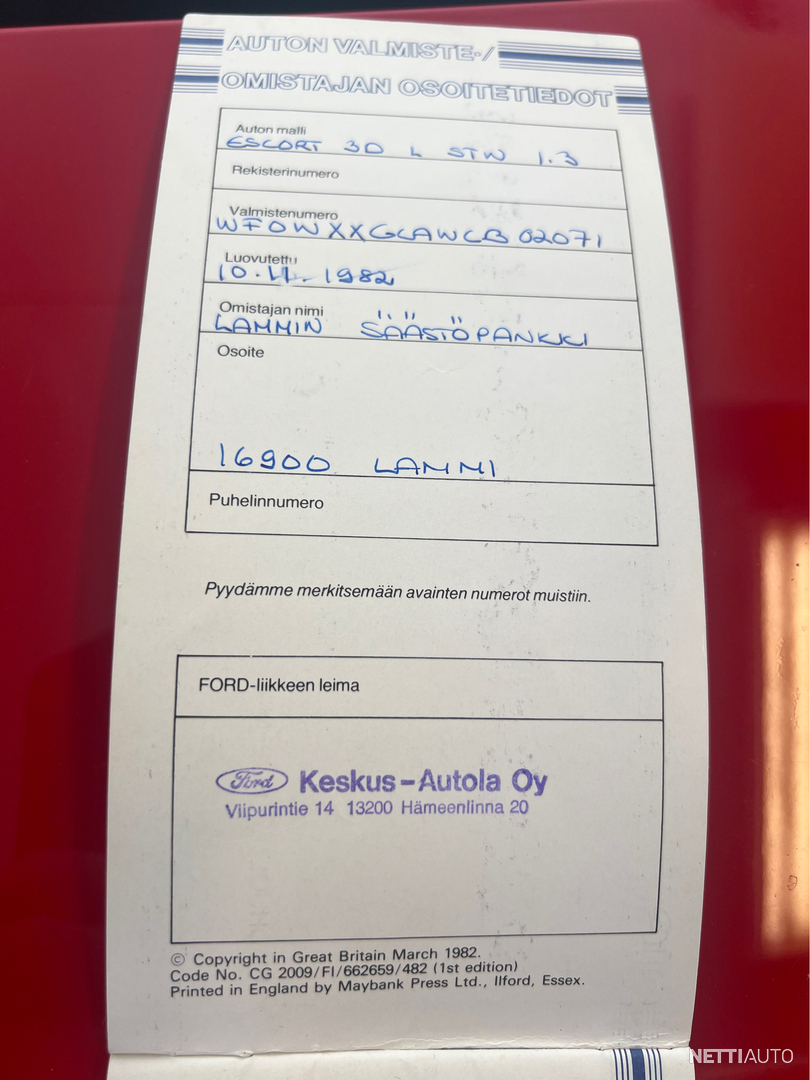 AUTON VALMISTE-/
OMISTAJAN OSOITETIEDOT
Auton malli
ESCORT 3D L STW 1.3
Rekisterinumero
Valmistenumero
WF0WXXGCAWCB02071
Luovutettu
10.11.1982
Omistajan nimi
LAMMIN SÄÄSTÖPANKKI
Osoite
16900 LAMMI
Puhelinnumero
Pyydämme merkitsemään avainten numerot muistiin.
FORD-liikkeen leima
Ford Keskus-Autola Oy
Viipurintie 14 13200 Hämeenlinna 20
© Copyright in Great Britain March 1982.
Code No. CG 2009/FI/662659/482 (1st edition)
Printed in England by Maybank Press Ltd., Ilford, Essex.
NETTIAUTO